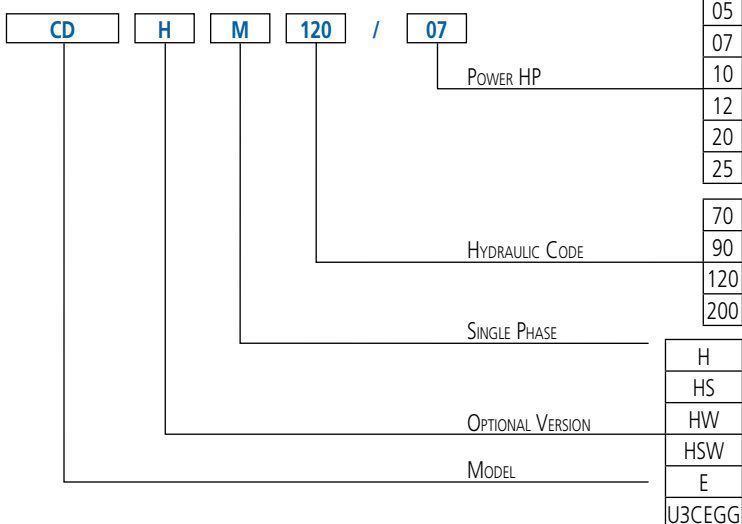 CD H M 120 / 07
05
07
Power HP 10
12
20
25
70
Hydraulic Code 90
120
200
Single Phase
H
HS
Optional Version HW
HSW
Model E
U3CEGG